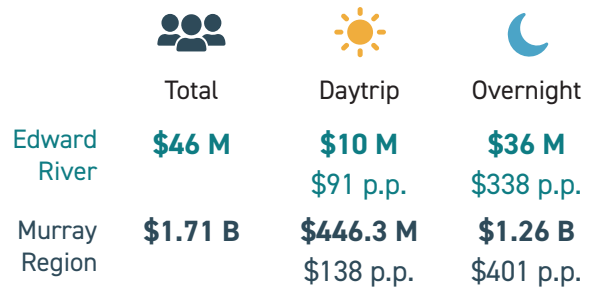 Total Daytrip Overnight
Edward River $46 M $10 M $36 M
$91 p.p. $338 p.p.
Murray Region $1.71 B $446.3 M $1.26 B
$138 p.p. $401 p.p.